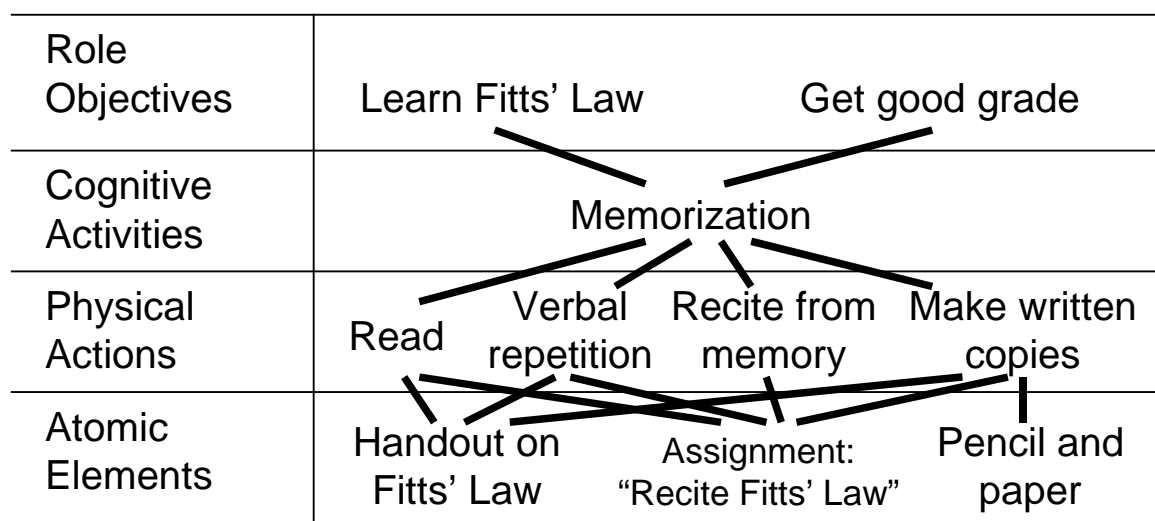 Role
Objectives
Learn Fitts’ Law
Get good grade
Cognitive
Activities
Memorization
Physical
Actions
Read
Verbal
repetition
Recite from
memory
Make written
copies
Atomic
Elements
Handout on
Fitts’ Law
Assignment:
“Recite Fitts’ Law”
Pencil and
paper